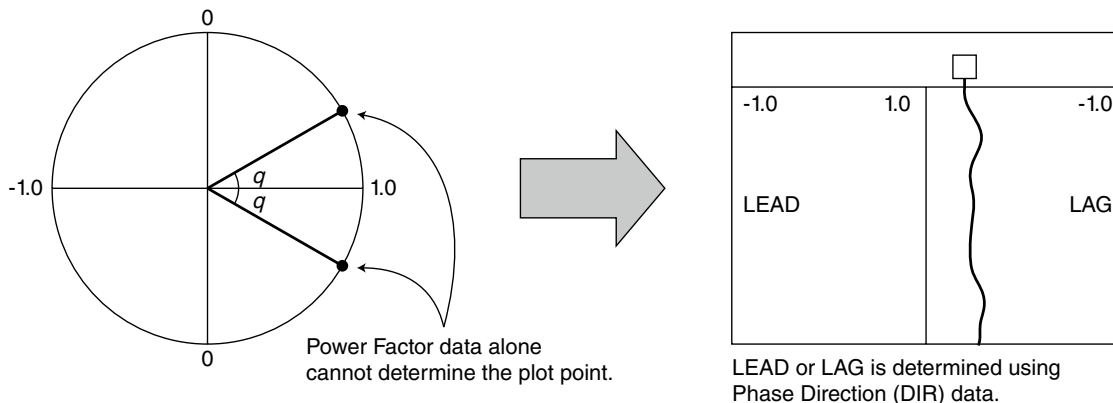 0
-1.0
q
q
1.0
0
Power Factor data alone
cannot determine the plot point.
-1.0 1.0 -1.0
LEAD LAG
LEAD or LAG is determined using
Phase Direction (DIR) data.